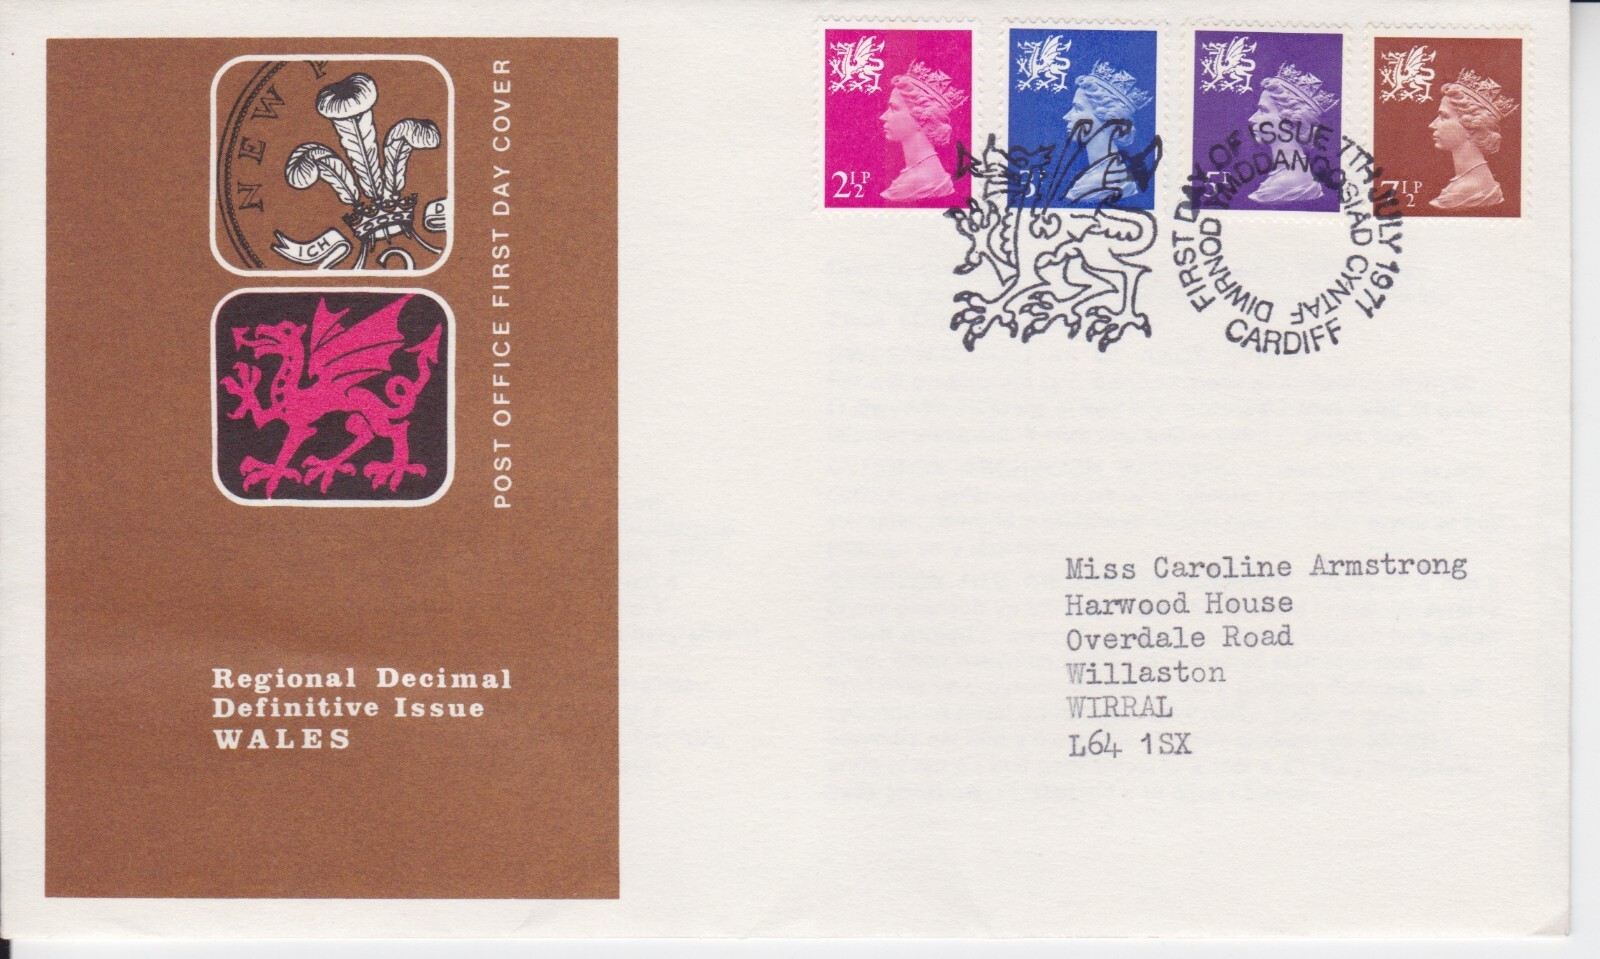 NEW P
ICH
D
POST OFFICE FIRST DAY COVER
Regional Decimal
Definitive Issue
WALES
2½P
3P
5P
7½P
FIRST DAY OF ISSUE 7TH JULY 1971
DIWRNOD YMDDANGOSIAD CYNTAF
CARDIFF
Miss Caroline Armstrong
Harwood House
Overdale Road
Willaston
WIRRAL
L64 1SX